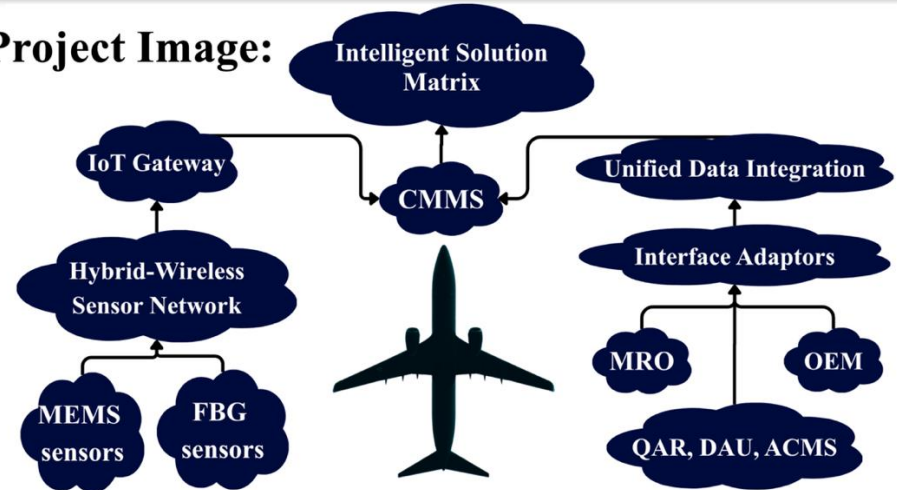 Project Image:
Intelligent Solution
Matrix
IoT Gateway
CMMS
Unified Data Integration
Hybrid-Wireless
Sensor Network
Interface Adaptors
MRO
OEM
MEMS
sensors
FBG
sensors
QAR, DAU, ACMS